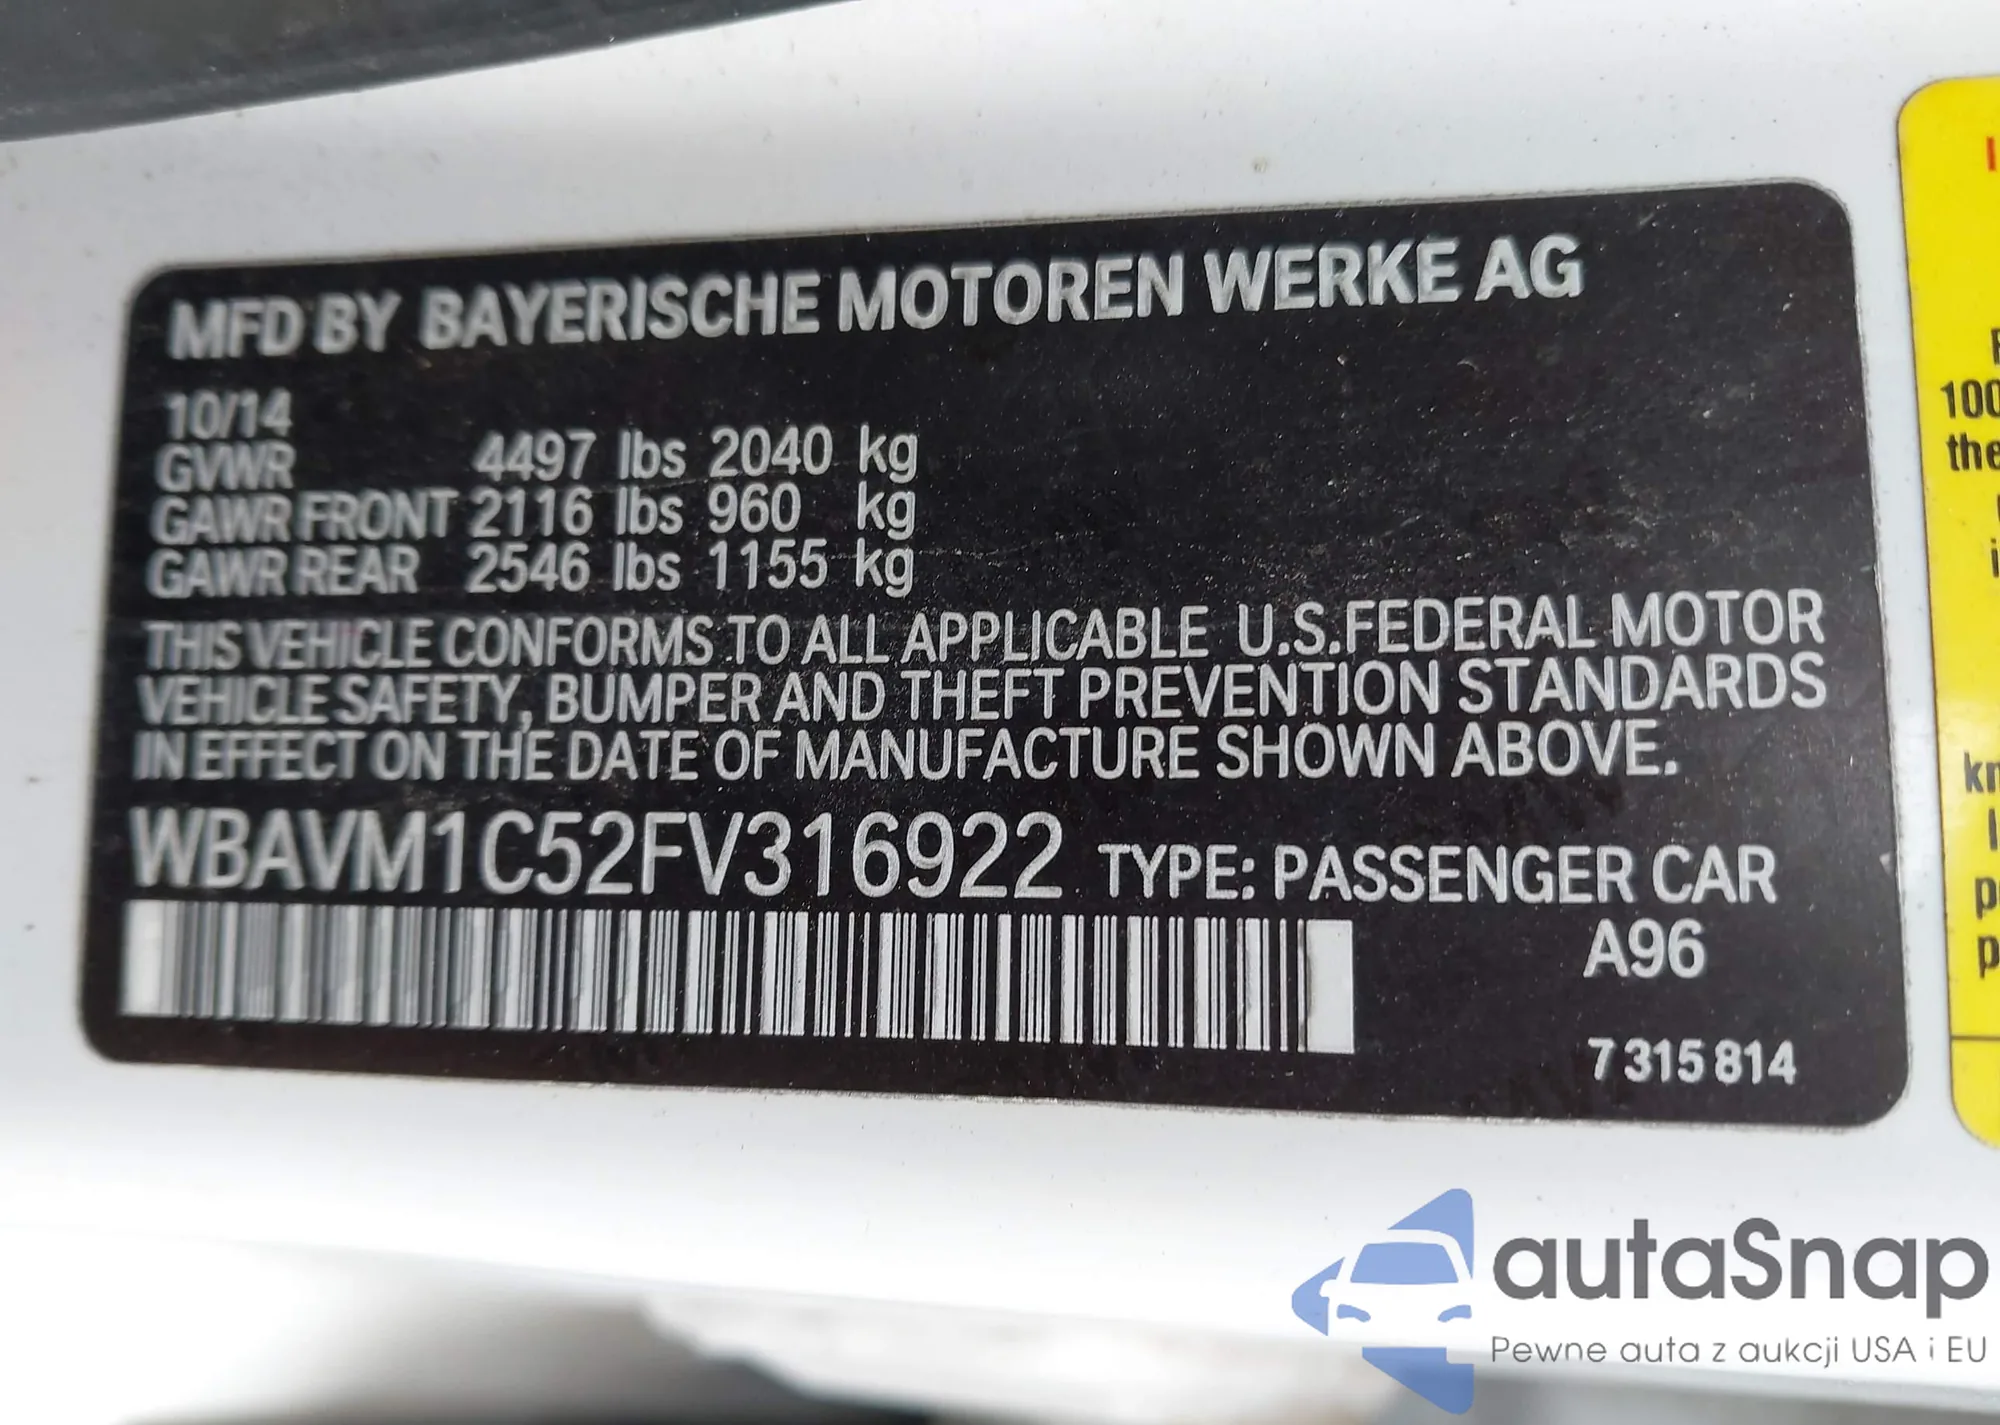 MFD BY BAYERISCHE MOTOREN WERKE AG
10/14
GVWR 4497 lbs 2040 kg
GAWR FRONT 2116 lbs 960 kg
GAWR REAR 2546 lbs 1155 kg
THIS VEHICLE CONFORMS TO ALL APPLICABLE U.S.FEDERAL MOTOR
VEHICLE SAFETY, BUMPER AND THEFT PREVENTION STANDARDS
IN EFFECT ON THE DATE OF MANUFACTURE SHOWN ABOVE.
WBAVM1C52FV316922 TYPE: PASSENGER CAR
A96
7 315 814
100
the
autaSnap
Pewne auta z aukcji USA i EU